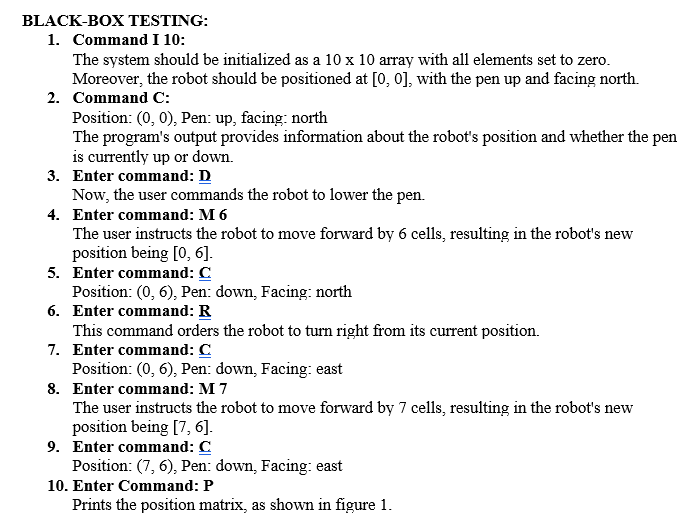 BLACK-BOX TESTING:
1. Command I 10:
The system should be initialized as a 10 x 10 array with all elements set to zero.
Moreover, the robot should be positioned at [0, 0], with the pen up and facing north.
2. Command C:
Position: (0, 0), Pen: up, facing: north
The program's output provides information about the robot's position and whether the pen
is currently up or down.
3. Enter command: D
Now, the user commands the robot to lower the pen.
4. Enter command: M 6
The user instructs the robot to move forward by 6 cells, resulting in the robot's new
position being [0, 6].
5. Enter command: C
Position: (0, 6), Pen: down, Facing: north
6. Enter command: R
This command orders the robot to turn right from its current position.
7. Enter command: C
Position: (0, 6), Pen: down, Facing: east
8. Enter command: M 7
The user instructs the robot to move forward by 7 cells, resulting in the robot's new
position being [7, 6].
9. Enter command: C
Position: (7, 6), Pen: down, Facing: east
10. Enter Command: P
Prints the position matrix, as shown in figure 1.